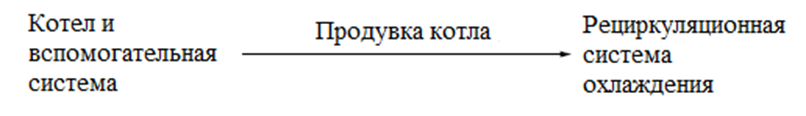 Котел и
вспомогательная
система
Продувка котла
Рециркуляционная
система
охлаждения